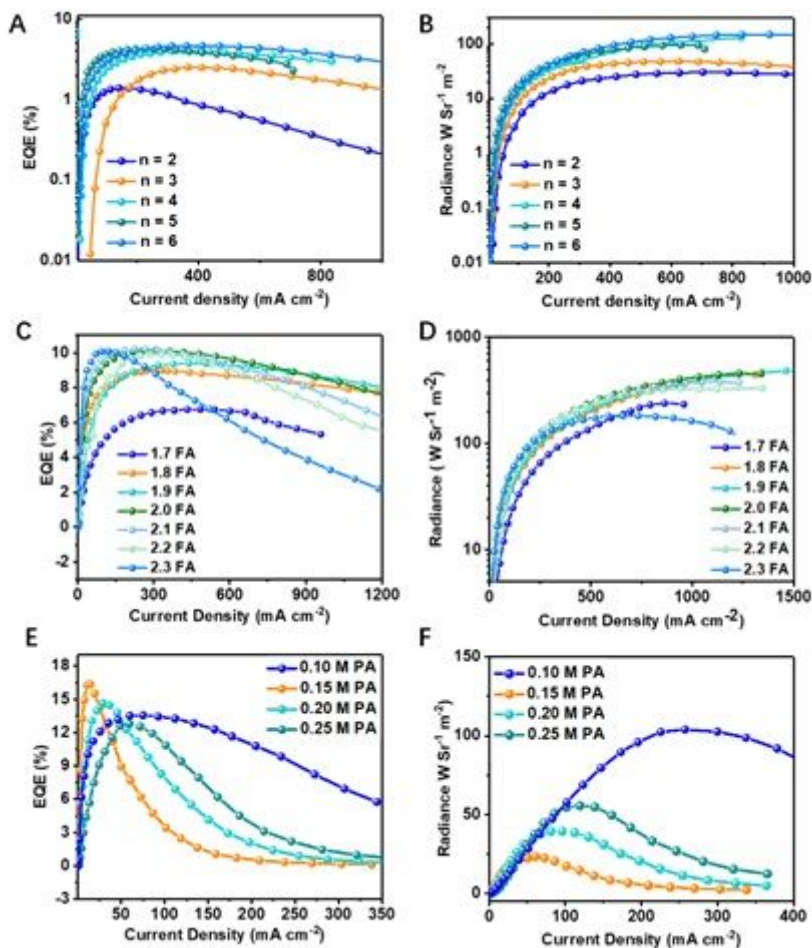 A
EQE (%)
10
1
0.1
0.01
n = 2
n = 3
n = 4
n = 5
n = 6
400
800
Current density (mA cm⁻²)
B
Radiance W Sr⁻¹ m⁻²
100
10
1
0.1
0.01
n = 2
n = 3
n = 4
n = 5
n = 6
200
400
600
800
1000
Current density (mA cm⁻²)
C
EQE (%)
10
8
6
4
2
0
-2
1.7 FA
1.8 FA
1.9 FA
2.0 FA
2.1 FA
2.2 FA
2.3 FA
0
300
600
900
1200
Current Density (mA cm⁻²)
D
Radiance ( W Sr⁻¹ m⁻²)
1000
100
10
1.7 FA
1.8 FA
1.9 FA
2.0 FA
2.1 FA
2.2 FA
2.3 FA
0
500
1000
1500
Current Density (mA cm⁻²)
E
EQE (%)
18
15
12
9
6
3
0
-3
0.10 M PA
0.15 M PA
0.20 M PA
0.25 M PA
50
100
150
200
250
300
350
Current Density (mA cm⁻²)
F
Radiance W Sr⁻¹ m⁻²)
150
100
50
0
0.10 M PA
0.15 M PA
0.20 M PA
0.25 M PA
0
100
200
300
400
Current Density (mA cm⁻²)